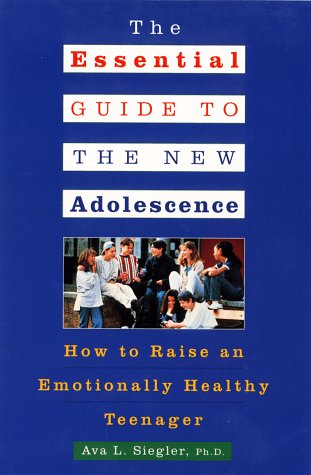 The
Essential
GUIDE TO
THE NEW
Adolescence
How to Raise an
Emotionally Healthy
Teenager
Ava L. Siegler, Ph.D.